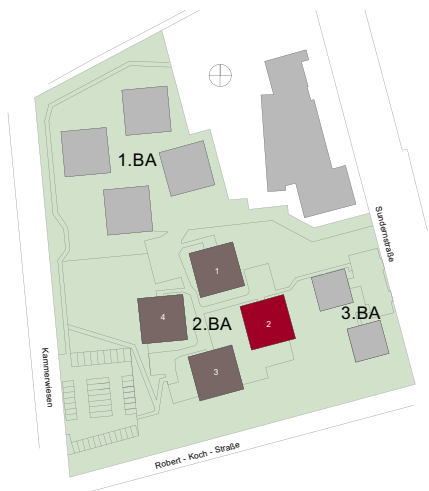 1.BA
Sundernstraße
1
4
2.BA
2
3.BA
3
Kammerwiesen
Robert - Koch - Straße